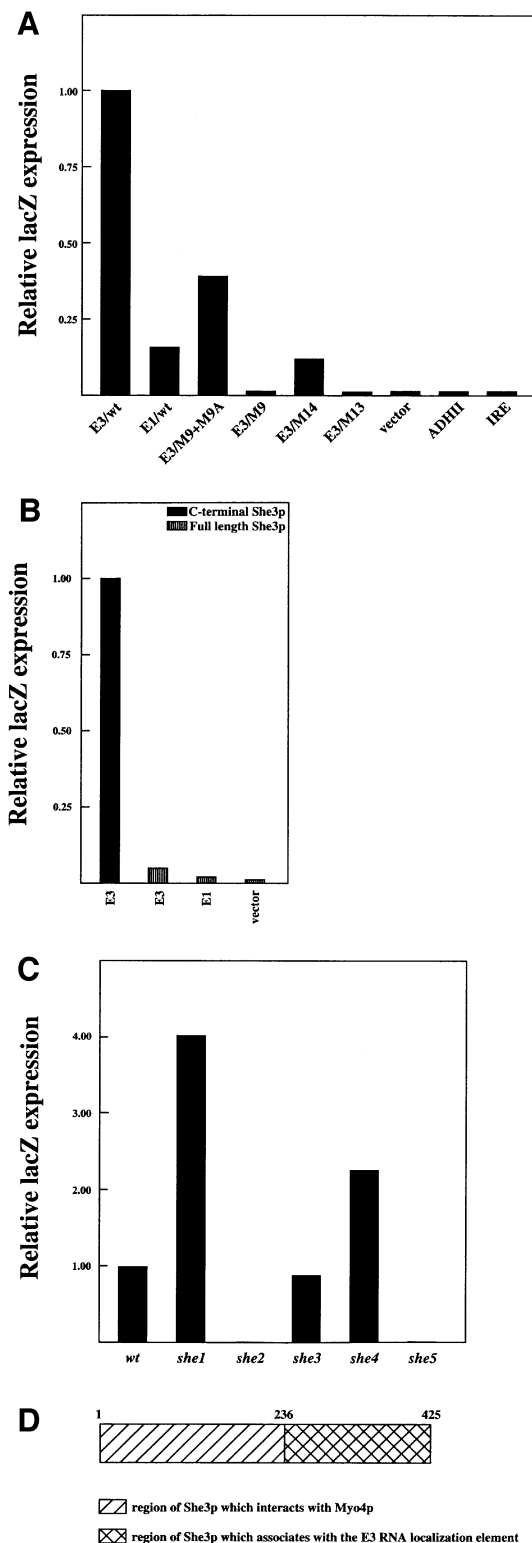 A
Relative lacZ expression
1.00
0.75
0.50
0.25
E3/wt
E1/wt
E3/M9+M9A
E3/M9
E3/M14
E3/M13
vector
ADHII
IRE
B
C-terminal She3p
Full length She3p
Relative lacZ expression
1.00
0.75
0.50
0.25
E3
E3
E1
vector
C
Relative lacZ expression
4.00
3.00
2.00
1.00
wt
she1
she2
she3
she4
she5
D
1 236 425
region of She3p which interacts with Myo4p
region of She3p which associates with the E3 RNA localization element